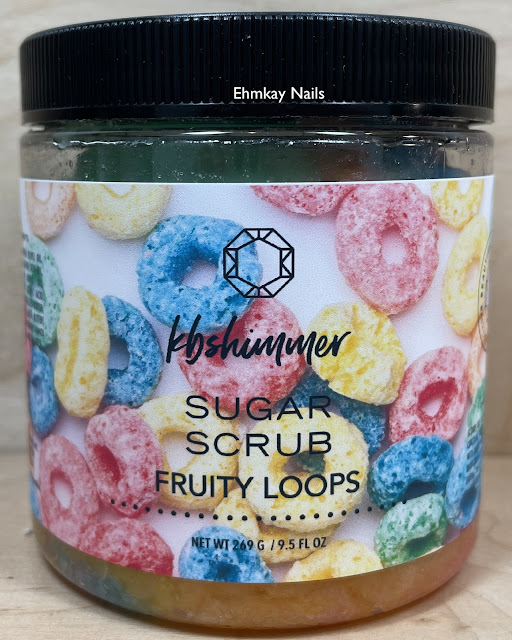 Ehmkay Nails
kbshimmer
SUGAR
SCRUB
FRUITY LOOPS
NET WT 269 G / 9.5 FL OZ